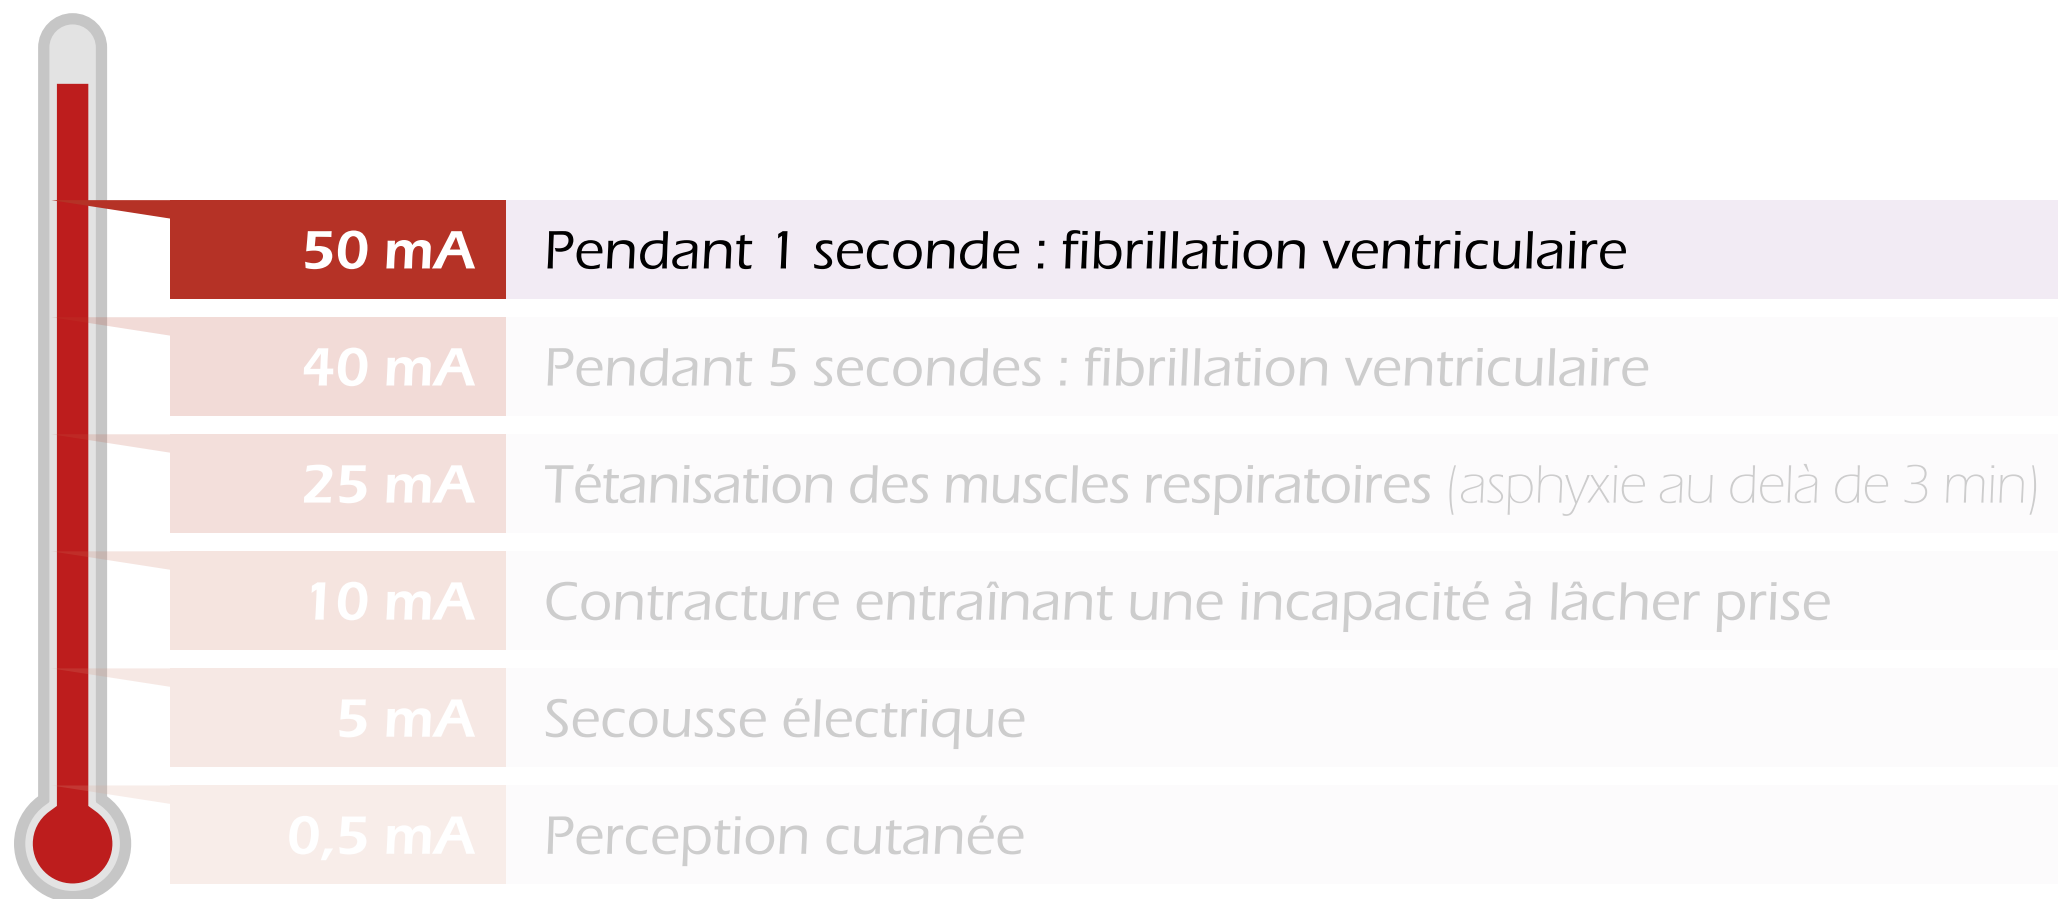 50 mA Pendant 1 seconde : fibrillation ventriculaire
40 mA Pendant 5 secondes : fibrillation ventriculaire
25 mA Tétanisation des muscles respiratoires (asphyxie au delà de 3 min)
10 mA Contracture entraînant une incapacité à lâcher prise
5 mA Secousse électrique
0,5 mA Perception cutanée